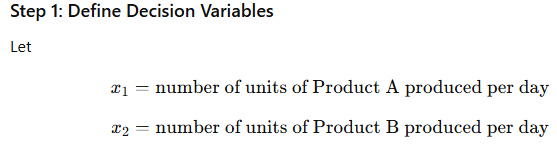 Step 1: Define Decision Variables
Let
x₁ = number of units of Product A produced per day
x₂ = number of units of Product B produced per day